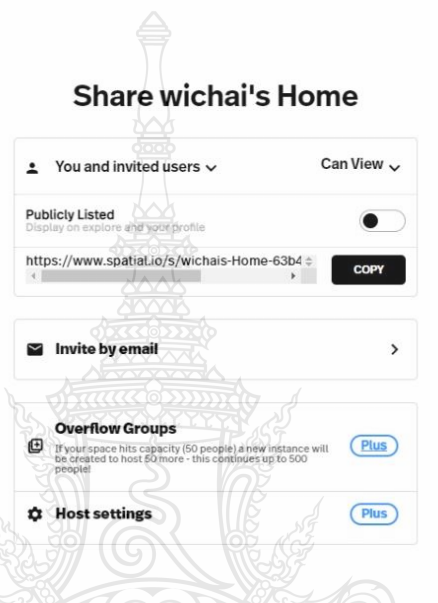 Share wichai's Home
You and invited users
Can View
Publicly Listed
Display on explore and your profile
https://www.spatial.io/s/wichais-Home-63b4
COPY
Invite by email
Overflow Groups
If your space hits capacity (50 people) a new instance will
be created to host 50 more - this continues up to 500
people!
Plus
Host settings
Plus